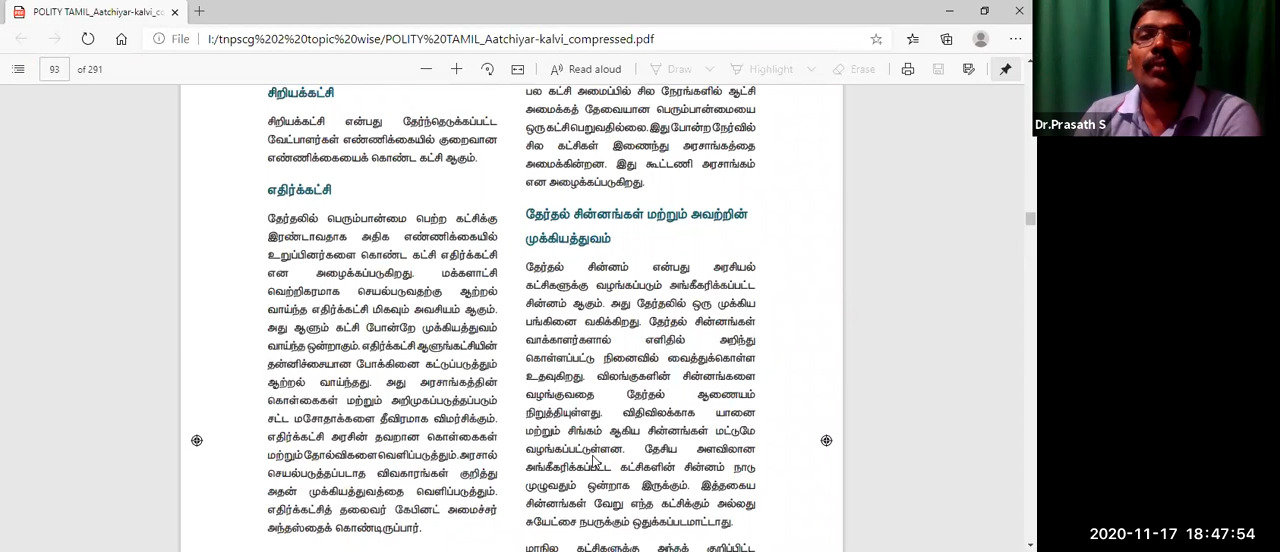 POLITY TAMIL_Aatchiyar-kalvi_co
File
I:/tnpscg%202%20topic%20wise/POLITY%20TAMIL_Aatchiyar-kalvi_compressed.pdf
93 of 291
Read aloud
Draw
Highlight
Erase
Dr.Prasath S
சிறியக்கட்சி
சிறியக்கட்சி என்பது தேர்ந்தெடுக்கப்பட்ட
வேட்பாளர்கள் எண்ணிக்கையில் குறைவான
எண்ணிக்கையைக் கொண்ட கட்சி ஆகும்.
எதிர்க்கட்சி
தேர்தலில் பெரும்பான்மை பெற்ற கட்சிக்கு
இரண்டாவதாக அதிக எண்ணிக்கையில்
உறுப்பினர்களை கொண்ட கட்சி எதிர்க்கட்சி
என அழைக்கப்படுகிறது. மக்களாட்சி
வெற்றிகரமாக செயல்படுவதற்கு ஆற்றல்
வாய்ந்த எதிர்க்கட்சி மிகவும் அவசியம் ஆகும்.
அது ஆளும் கட்சி போன்றே முக்கியத்துவம்
வாய்ந்த ஒன்றாகும். எதிர்க்கட்சி ஆளுங்கட்சியின்
தன்னிச்சையான போக்கினை கட்டுப்படுத்தும்
ஆற்றல் வாய்ந்தது. அது அரசாங்கத்தின்
கொள்கைகள் மற்றும் அறிமுகப்படுத்தப்படும்
சட்ட மசோதாக்களை தீவிரமாக விமர்சிக்கும்.
எதிர்க்கட்சி அரசின் தவறான கொள்கைகள்
மற்றும் தோல்விகளை வெளிப்படுத்தும். அரசால்
செயல்படுத்தப்படாத விவகாரங்கள் குறித்து
அதன் முக்கியத்துவத்தை வெளிப்படுத்தும்.
எதிர்க்கட்சித் தலைவர் கேபினட் அமைச்சர்
அந்தஸ்தைக் கொண்டிருப்பார்.
பல கட்சி அமைப்பில் சில நேரங்களில் ஆட்சி
அமைக்கத் தேவையான பெரும்பான்மையை
ஒரு கட்சி பெறுவதில்லை. இது போன்ற நேர்வில்
சில கட்சிகள் இணைந்து அரசாங்கத்தை
அமைக்கின்றன. இது கூட்டணி அரசாங்கம்
என அழைக்கப்படுகிறது.
தேர்தல் சின்னங்கள் மற்றும் அவற்றின்
முக்கியத்துவம்
தேர்தல் சின்னம் என்பது அரசியல்
கட்சிகளுக்கு வழங்கப்படும் அங்கீகரிக்கப்பட்ட
சின்னம் ஆகும். அது தேர்தலில் ஒரு முக்கிய
பங்கினை வகிக்கிறது. தேர்தல் சின்னங்கள்
வாக்காளர்களால் எளிதில் அறிந்து
கொள்ளப்பட்டு நினைவில் வைத்துக்கொள்ள
உதவுகிறது. விலங்குகளின் சின்னங்களை
வழங்குவதை தேர்தல் ஆணையம்
நிறுத்தியுள்ளது. விதிவிலக்காக யானை
மற்றும் சிங்கம் ஆகிய சின்னங்கள் மட்டுமே
வழங்கப்பட்டுள்ளன. தேசிய அளவிலான
அங்கீகரிக்கப்பட்ட கட்சிகளின் சின்னம் நாடு
முழுவதும் ஒன்றாக இருக்கும். இத்தகைய
சின்னங்கள் வேறு எந்த கட்சிக்கும் அல்லது
சுயேட்சை நபருக்கும் ஒதுக்கப்படமாட்டாது.
மாநில கட்சிகளுக்கு அந்தக் குறிப்பிட்ட
2020-11-17 18:47:54